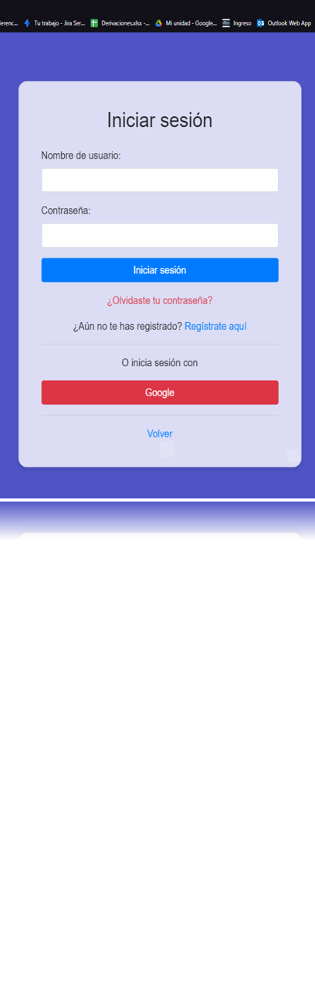 Serenc... Tu trabajo - Jira Ser... Derivaciones.xlsx -... Mi unidad - Google... Ingreso Outlook Web App
Iniciar sesión
Nombre de usuario:
Contraseña:
Iniciar sesión
¿Olvidaste tu contraseña?
¿Aún no te has registrado? Regístrate aquí
O inicia sesión con
Google
Volver